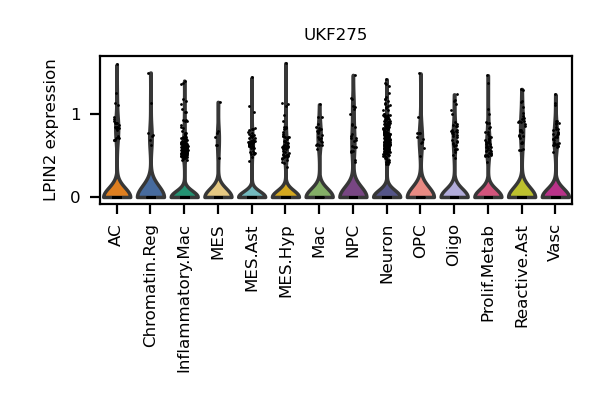 UKF275
LPIN2 expression
1
0
AC
Chromatin.Reg
Inflammatory.Mac
MES
MES.Ast
MES.Hyp
Mac
NPC
Neuron
OPC
Oligo
Prolif.Metab
Reactive.Ast
Vasc